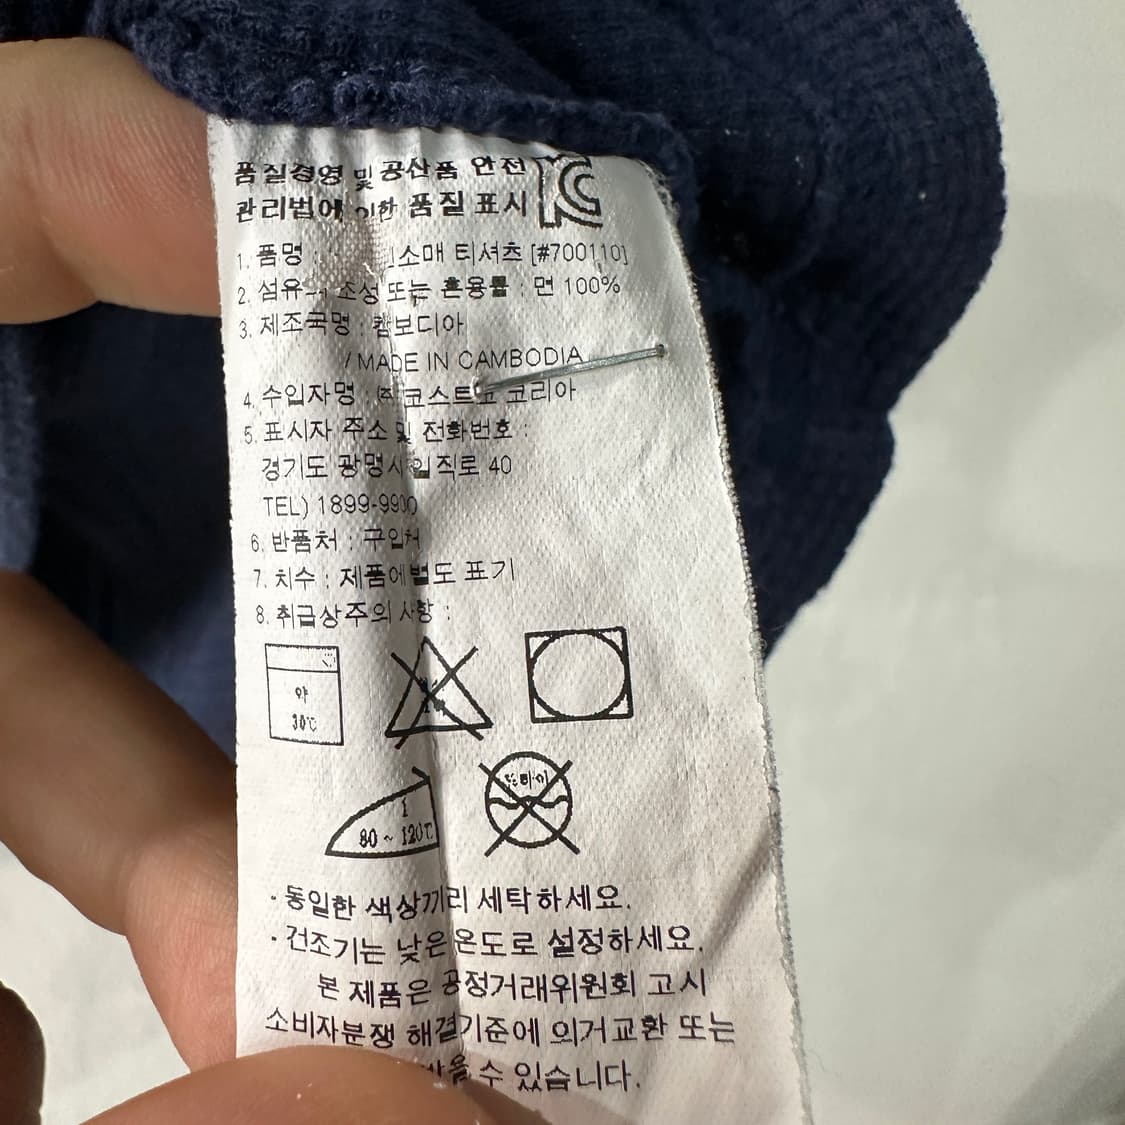 품질경영 및 공산품 안전
관리법에 의한 품질 표시
1. 품명 : 소매 티셔츠 [#700110]
2. 섬유의 조성 또는 혼용률 : 면 100%
3. 제조국명 : 캄보디아
/ MADE IN CAMBODIA
4. 수입자명 : ㈜코스트코 코리아
5. 표시자 주소 및 전화번호 :
경기도 광명시 일직로 40
TEL) 1899-9900
6. 반품처 : 구입처
7. 치수 : 제품에 별도 표기
8. 취급상주의 사항 :
약
30℃
1
80 ~ 120℃
드라이
· 동일한 색상끼리 세탁하세요.
· 건조기는 낮은 온도로 설정하세요.
본 제품은 공정거래위원회 고시
소비자분쟁 해결기준에 의거 교환 또는
받을 수 있습니다.